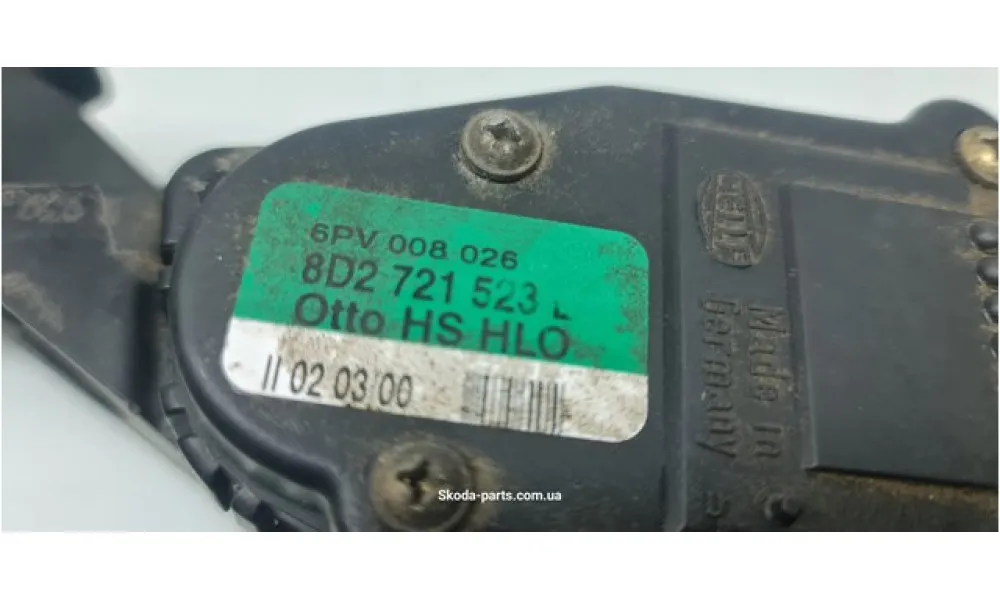 6PV 008 026
8D2 721 523 L
Otto HS HLO
II 02 03 00
HELLA
Made in
Germany
Skoda-parts.com.ua